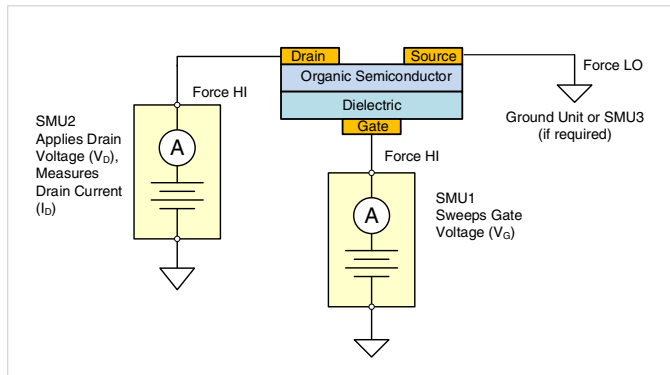 Drain
Source
Organic Semiconductor
Dielectric
Gate
Force HI
Force LO
Ground Unit or SMU3
(if required)
SMU2
Applies Drain
Voltage (VD),
Measures
Drain Current
(ID)
A
Force HI
SMU1
Sweeps Gate
Voltage (VG)
A